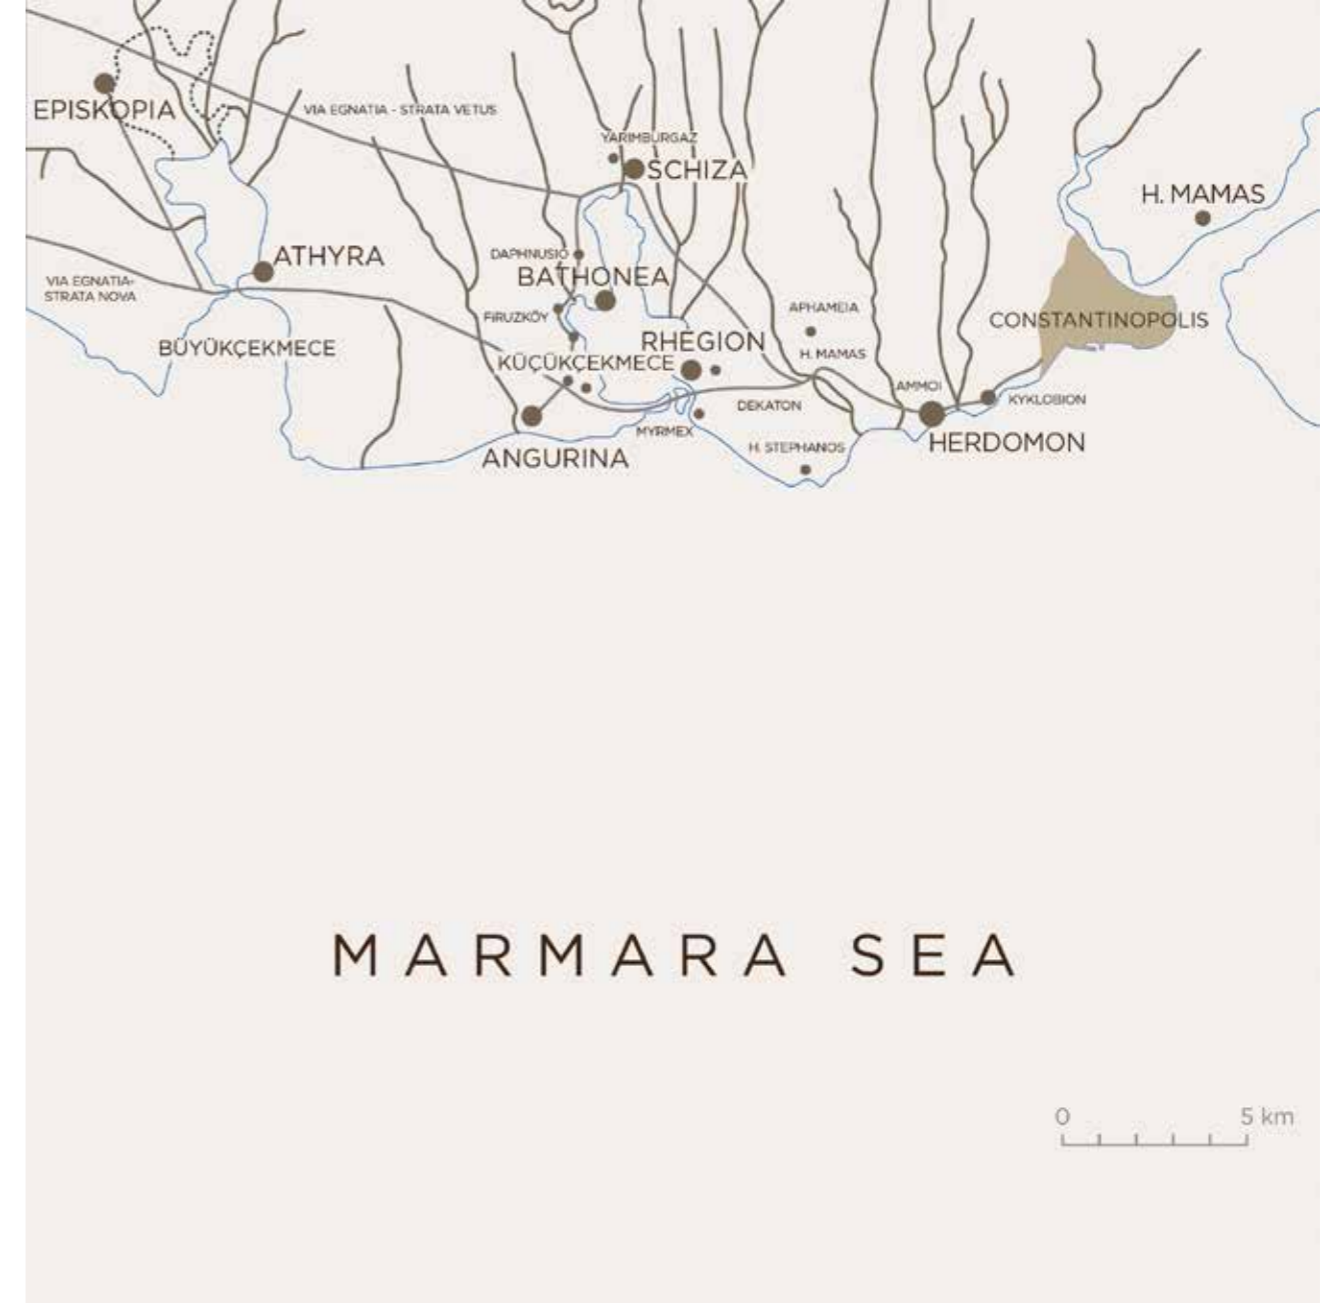 EPISKOPIA
VIA EGNATIA - STRATA VETUS
YARIMBURGAZ
SCHIZA
H. MAMAS
ATHYRA
DAPHNUSIO
BATHONEA
VIA EGNATIA-
STRATA NOVA
FIRUZKÖY
APHAMEIA
CONSTANTINOPOLIS
BÜYÜKÇEKMECE
RHEGION
KÜÇÜKÇEKMECE
H. MAMAS
AMMOI
KYKLOBION
DEKATON
MYRMEX
HERDOMON
H. STEPHANOS
ANGURINA
MARMARA SEA
0 5 km